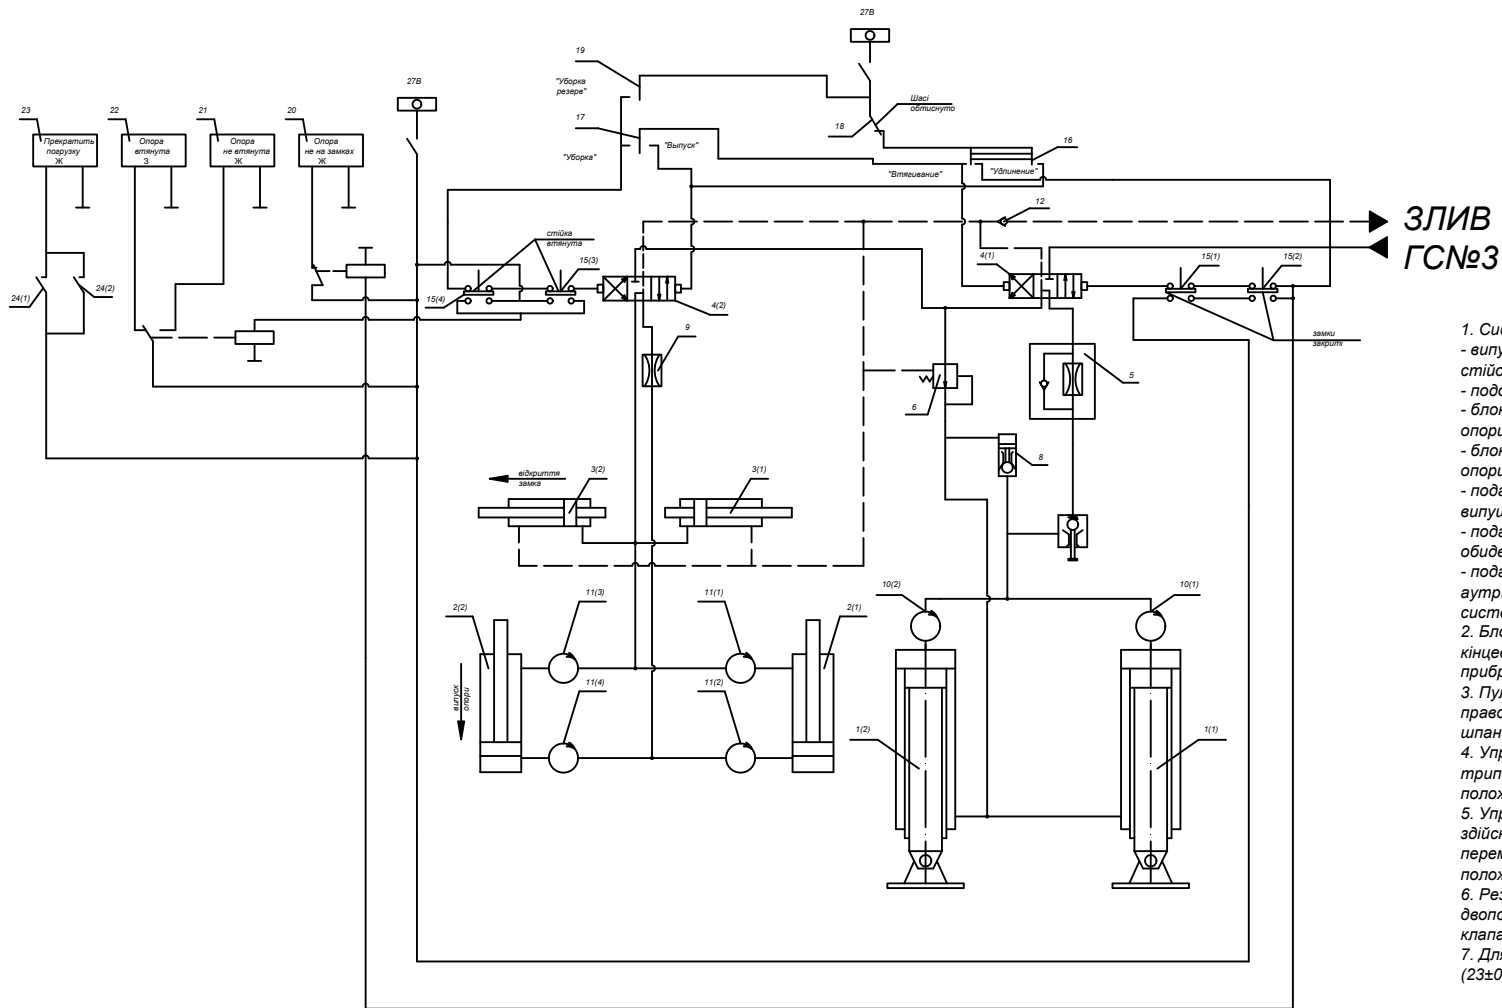 27В
19
"Уборка
резерв"
27В
Шасі
обтиснуто
23
22
21
20
17
18
16
Прекратить
погрузку
Ж
Опора
втянута
З
Опора
не втянута
Ж
Опора
не на замках
Ж
"Уборка"
"Выпуск"
"Втягивание"
"Удлинение"
12
ЗЛИВ
ГС№3
стійка
втянута
15(3)
4(1)
15(1)
15(2)
24(1)
24(2)
15(4)
4(2)
9
замки
закриті
5
6
8
відкриття
замка
3(2)
3(1)
2(2)
11(3)
11(1)
2(1)
10(2)
10(1)
11(4)
11(2)
випуск
опори
1(2)
1(1)
1. Сис
- випу
стійо
- подо
- блок
опори
- блок
опори
- пода
випуш
- пода
обиде
- пода
аутри
систе
2. Бло
кінцев
прибр
3. Пул
право
шпан
4. Упр
трип
полож
5. Упр
здійсн
перем
полож
6. Рез
двопо
клапа
7. Для
(23±0